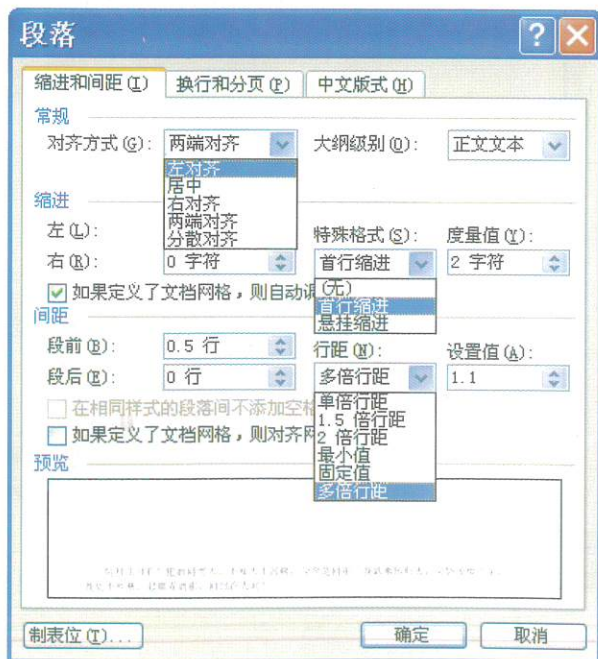 段落
缩进和间距(I) 换行和分页(P) 中文版式(H)
常规
对齐方式(G): 两端对齐 大纲级别(O): 正文文本
左对齐
居中
右对齐
两端对齐
分散对齐
缩进
左(L): 特殊格式(S): 度量值(Y):
右(R): 0 字符 首行缩进 2 字符
(无)
首行缩进
悬挂缩进
如果定义了文档网格，则自动调
间距
段前(B): 0.5 行 行距(N): 设置值(A):
段后(E): 0 行 多倍行距 1.1
单倍行距
1.5 倍行距
2 倍行距
最小值
固定值
多倍行距
在相同样式的段落间不添加空格
如果定义了文档网格，则对齐网
预览
制表位(T)... 确定 取消